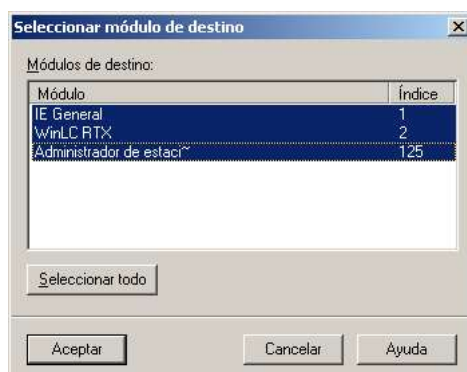 Seleccionar módulo de destino
Módulos de destino:
Módulo Índice
IE General 1
WinLC RTX 2
Administrador de estaci~ 125
Seleccionar todo
Aceptar Cancelar Ayuda